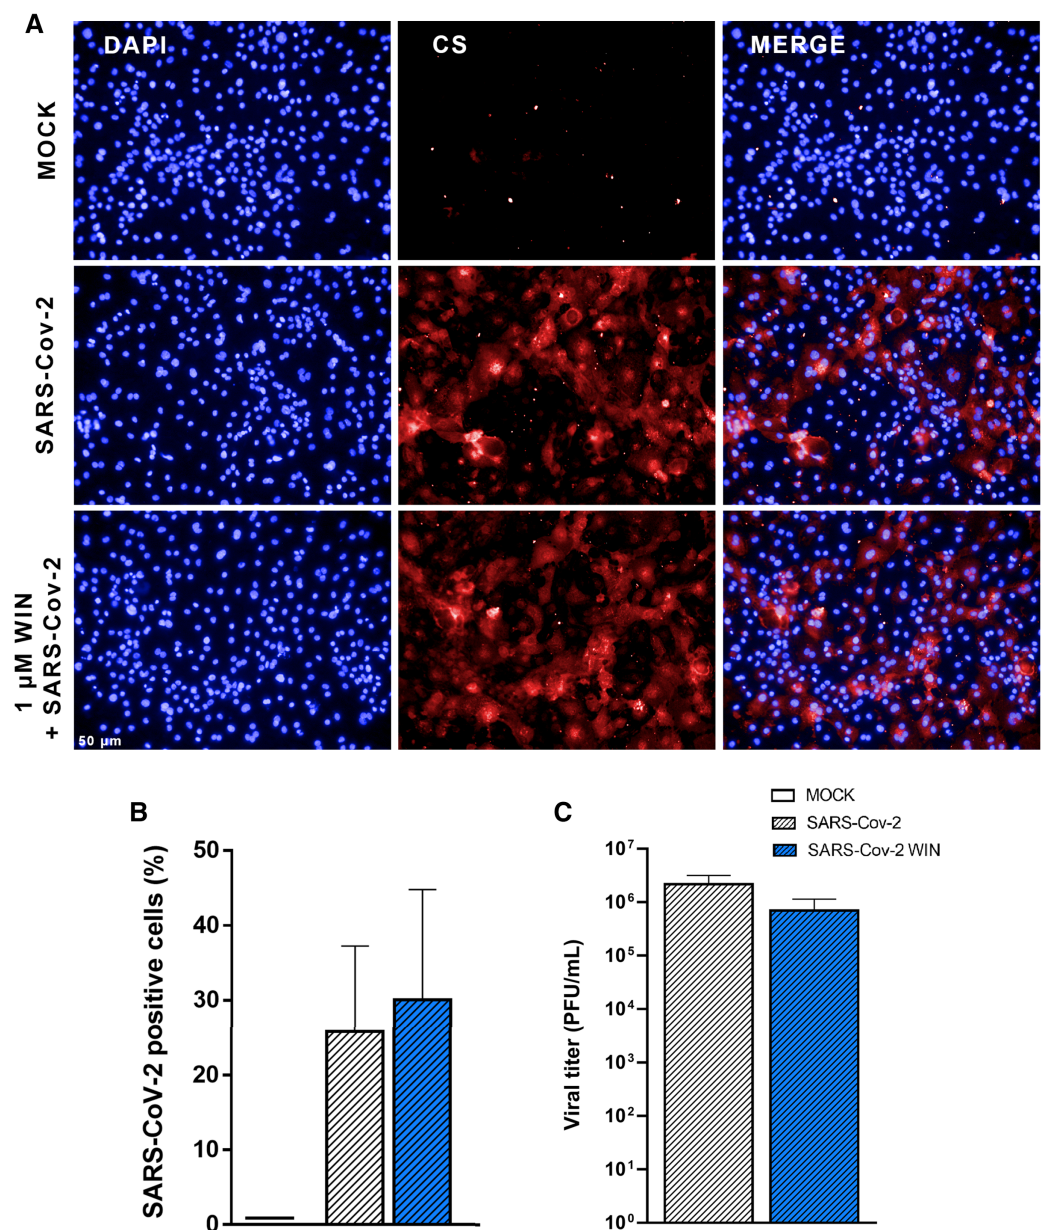 A
DAPI
CS
MERGE
MOCK
SARS-Cov-2
1 µM WIN
+ SARS-Cov-2
50 µm
B
SARS-CoV-2 positive cells (%)
50
40
30
20
10
0
C
MOCK
SARS-Cov-2
SARS-Cov-2 WIN
Viral titer (PFU/mL)
10⁷
10⁶
10⁵
10⁴
10³
10²
10¹
10⁰